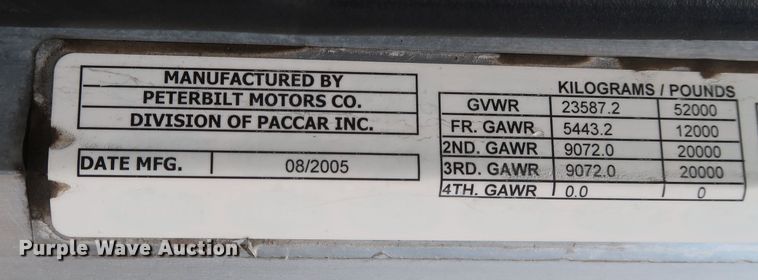 MANUFACTURED BY
PETERBILT MOTORS CO.
DIVISION OF PACCAR INC.
DATE MFG. 08/2005
KILOGRAMS / POUNDS
GVWR 23587.2 52000
FR. GAWR 5443.2 12000
2ND. GAWR 9072.0 20000
3RD. GAWR 9072.0 20000
4TH. GAWR 0.0 0
Purple Wave Auction